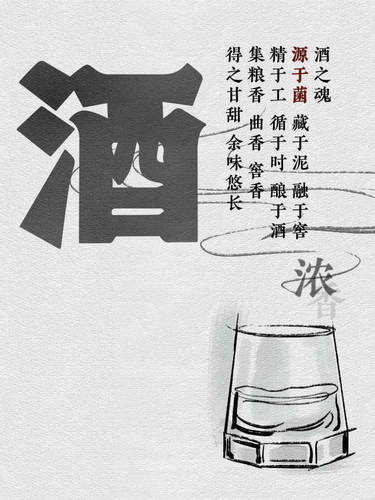 酒
酒之魂
源于菌 藏于泥 融于窖
精于工 循于时 酿于酒
集粮香 曲香 窖香
得之甘甜 余味悠长
浓
香